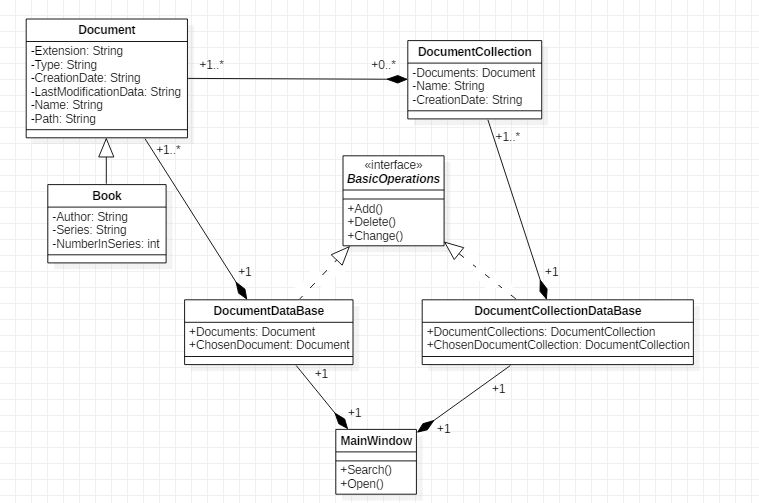 Document
-Extension: String
-Type: String
-CreationDate: String
-LastModificationData: String
-Name: String
-Path: String
+1..*
+0..*
DocumentCollection
-Documents: Document
-Name: String
-CreationDate: String
+1..*
+1..*
«interface»
BasicOperations
+Add()
+Delete()
+Change()
Book
-Author: String
-Series: String
-NumberInSeries: int
+1
+1
DocumentDataBase
+Documents: Document
+ChosenDocument: Document
DocumentCollectionDataBase
+DocumentCollections: DocumentCollection
+ChosenDocumentCollection: DocumentCollection
+1
+1
+1
+1
MainWindow
+Search()
+Open()